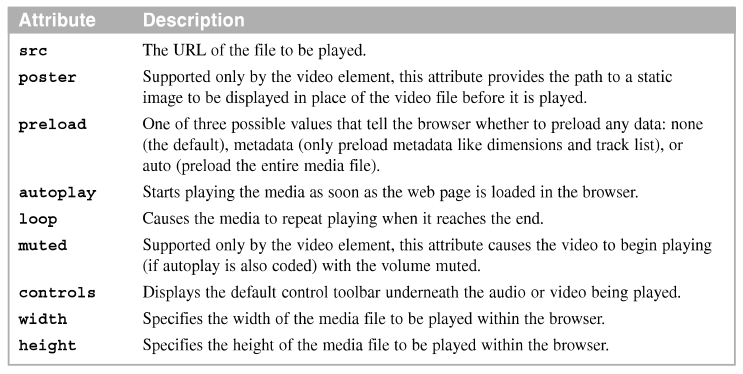 Attribute Description
src The URL of the file to be played.
poster Supported only by the video element, this attribute provides the path to a static
image to be displayed in place of the video file before it is played.
preload One of three possible values that tell the browser whether to preload any data: none
(the default), metadata (only preload metadata like dimensions and track list), or
auto (preload the entire media file).
autoplay Starts playing the media as soon as the web page is loaded in the browser.
loop Causes the media to repeat playing when it reaches the end.
muted Supported only by the video element, this attribute causes the video to begin playing
(if autoplay is also coded) with the volume muted.
controls Displays the default control toolbar underneath the audio or video being played.
width Specifies the width of the media file to be played within the browser.
height Specifies the height of the media file to be played within the browser.